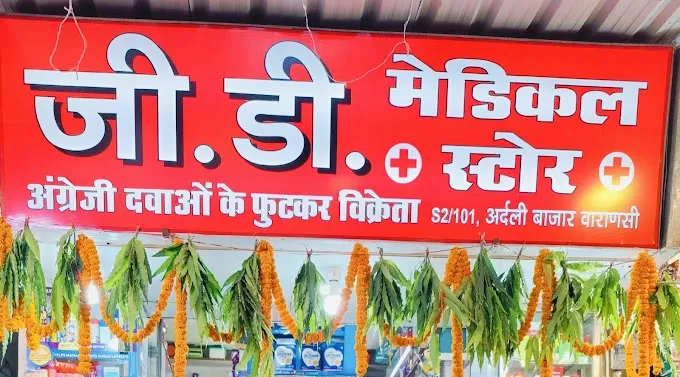 जी.डी. मेडिकल
स्टोर
अंग्रेजी दवाओं के फुटकर विक्रेता S2/101, अर्दली बाजार वाराणसी